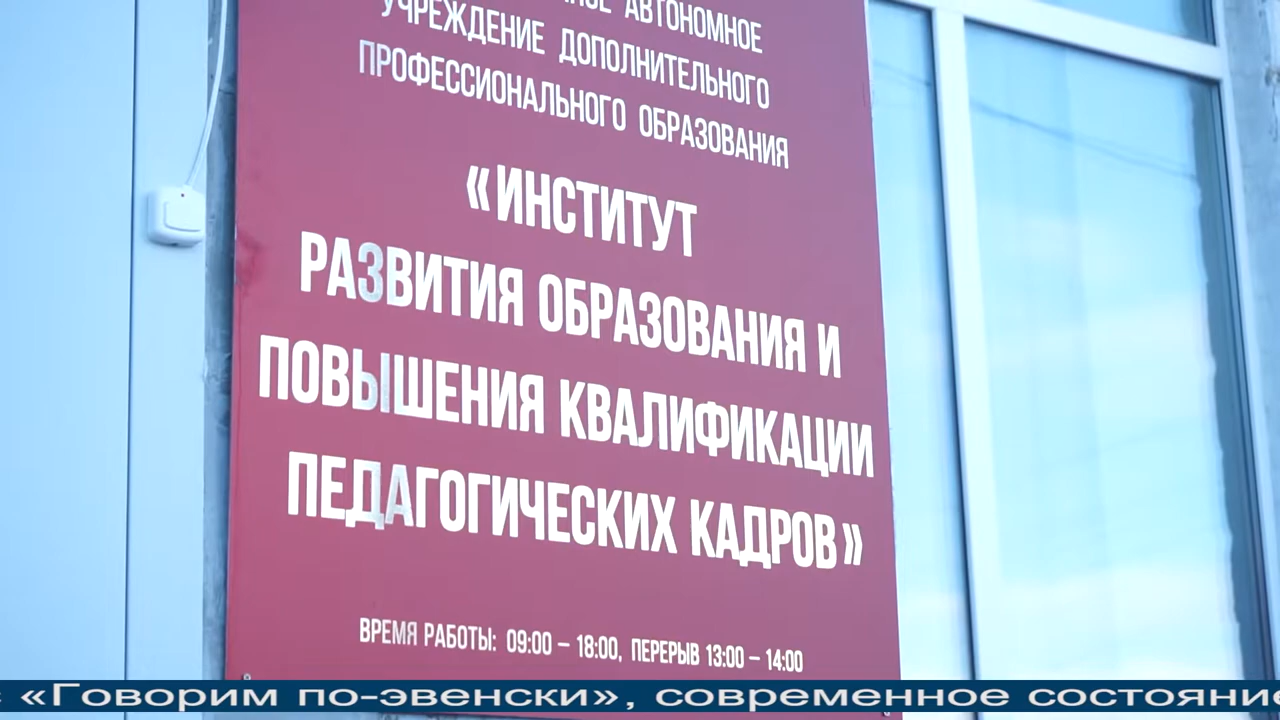 АВТОНОМНОЕ
УЧРЕЖДЕНИЕ ДОПОЛНИТЕЛЬНОГО
ПРОФЕССИОНАЛЬНОГО ОБРАЗОВАНИЯ
«ИНСТИТУТ
РАЗВИТИЯ ОБРАЗОВАНИЯ И
ПОВЫШЕНИЯ КВАЛИФИКАЦИИ
ПЕДАГОГИЧЕСКИХ КАДРОВ»
ВРЕМЯ РАБОТЫ: 09:00 – 18:00, ПЕРЕРЫВ 13:00 – 14:00
«Говорим по-эвенски», современное состояние